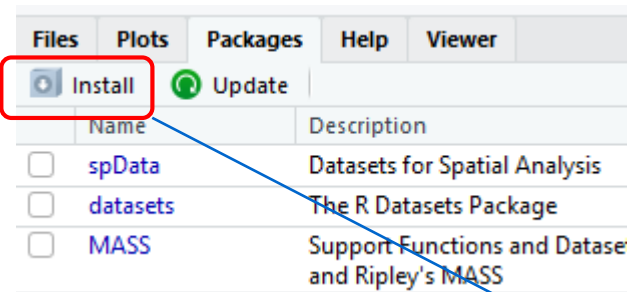 Files Plots Packages Help Viewer
Install Update
Name Description
spData Datasets for Spatial Analysis
datasets The R Datasets Package
MASS Support Functions and Datase
and Ripley's MASS